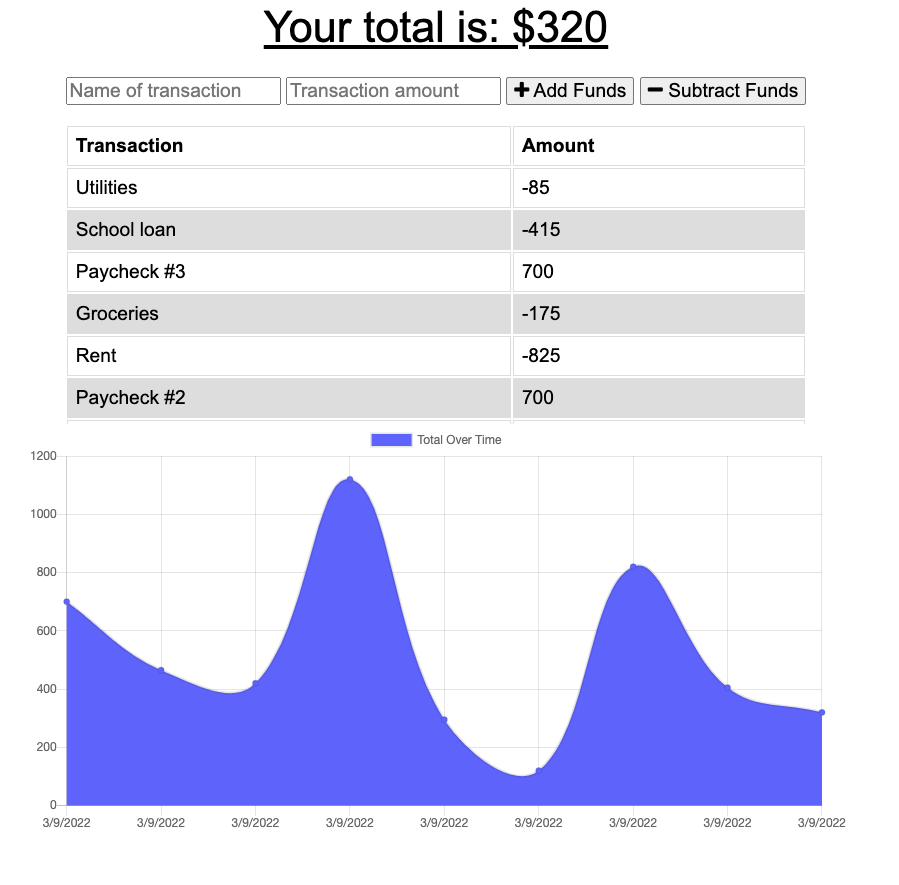 Your total is: $320
Name of transaction Transaction amount + Add Funds − Subtract Funds
Transaction Amount
Utilities -85
School loan -415
Paycheck #3 700
Groceries -175
Rent -825
Paycheck #2 700
Total Over Time
1200
1000
800
600
400
200
0
3/9/2022 3/9/2022 3/9/2022 3/9/2022 3/9/2022 3/9/2022 3/9/2022 3/9/2022 3/9/2022